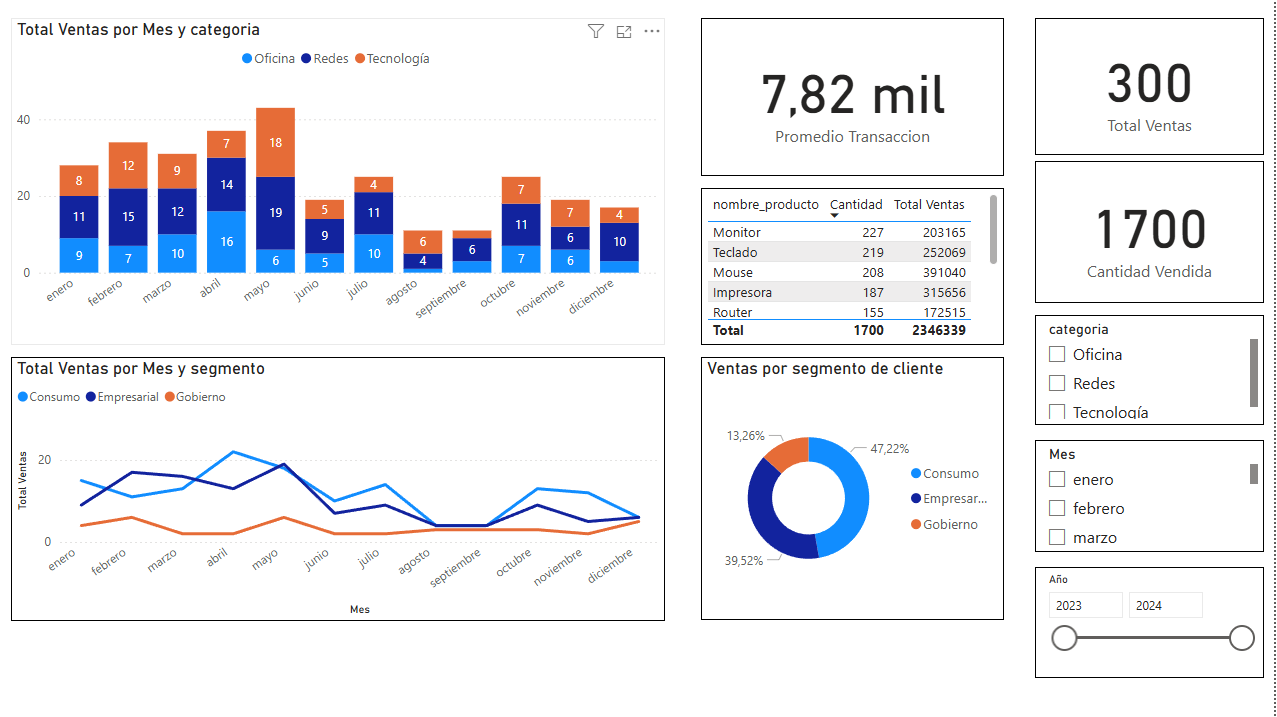 Total Ventas por Mes y categoria
Oficina Redes Tecnología
40
20
0
8 12 9 7 18 5 4 6 7 7 4
11 15 12 14 19 9 11 4 6 11 6 10
9 7 10 16 6 5 10 7 6
enero febrero marzo abril mayo junio julio agosto septiembre octubre noviembre diciembre
Total Ventas por Mes y segmento
Consumo Empresarial Gobierno
Total Ventas
20
0
enero febrero marzo abril mayo junio julio agosto septiembre octubre noviembre diciembre
Mes
7,82 mil
Promedio Transaccion
nombre_producto Cantidad Total Ventas
Monitor 227 203165
Teclado 219 252069
Mouse 208 391040
Impresora 187 315656
Router 155 172515
Total 1700 2346339
Ventas por segmento de cliente
13,26%
47,22%
39,52%
Consumo
Empresar...
Gobierno
300
Total Ventas
1700
Cantidad Vendida
categoria
Oficina
Redes
Tecnología
Mes
enero
febrero
marzo
Año
2023 2024